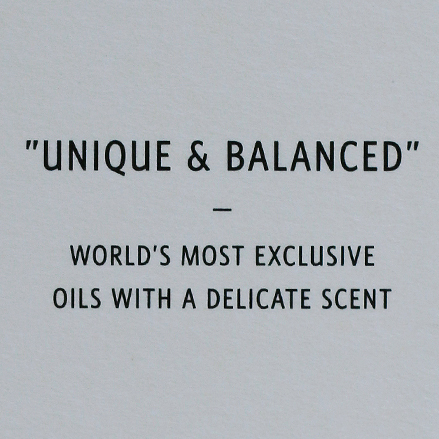 "UNIQUE & BALANCED"
–
WORLD'S MOST EXCLUSIVE
OILS WITH A DELICATE SCENT